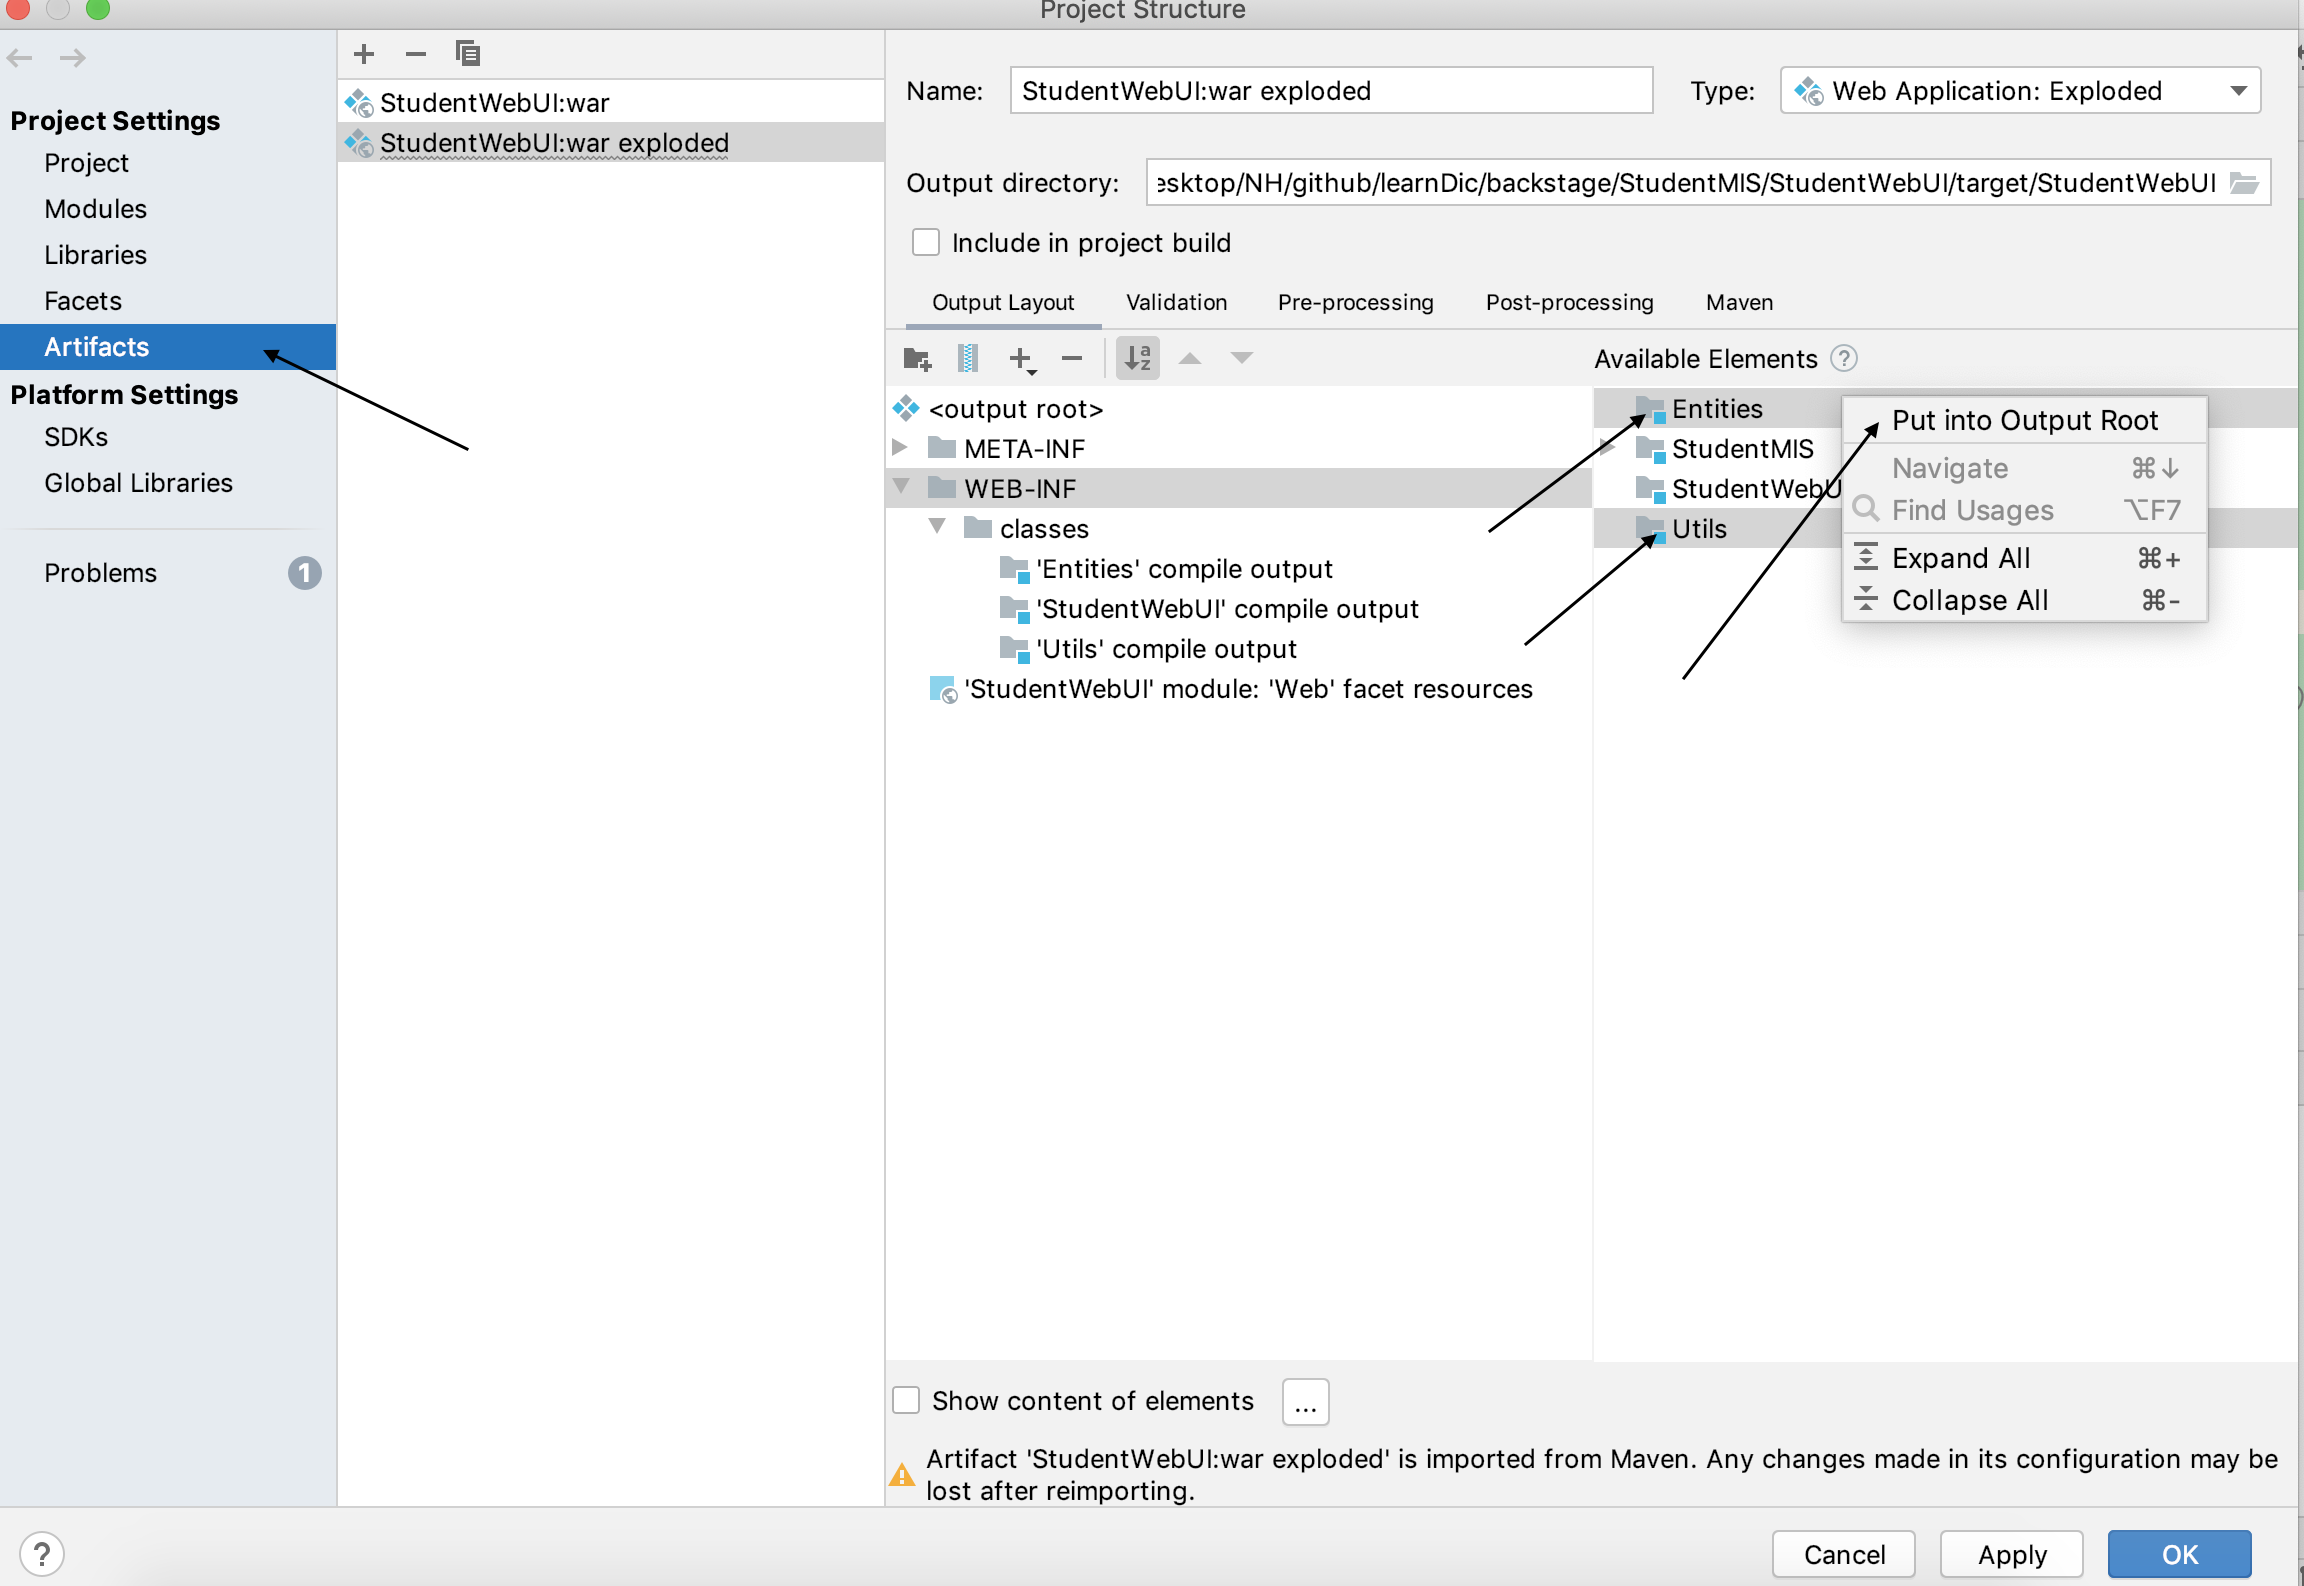 Project Structure
Project Settings
Project
Modules
Libraries
Facets
Artifacts
Platform Settings
SDKs
Global Libraries
Problems 1
StudentWebUI:war
StudentWebUI:war exploded
Name: StudentWebUI:war exploded Type: Web Application: Exploded
Output directory: esktop/NH/github/learnDic/backstage/StudentMIS/StudentWebUI/target/StudentWebUI
Include in project build
Output Layout Validation Pre-processing Post-processing Maven
Available Elements ?
<output root>
META-INF
WEB-INF
classes
'Entities' compile output
'StudentWebUI' compile output
'Utils' compile output
'StudentWebUI' module: 'Web' facet resources
Entities
StudentMIS
StudentWebU
Utils
Put into Output Root
Navigate ⌘↓
Find Usages ⌥F7
Expand All ⌘+
Collapse All ⌘-
Show content of elements ...
Artifact 'StudentWebUI:war exploded' is imported from Maven. Any changes made in its configuration may be
lost after reimporting.
? Cancel Apply OK